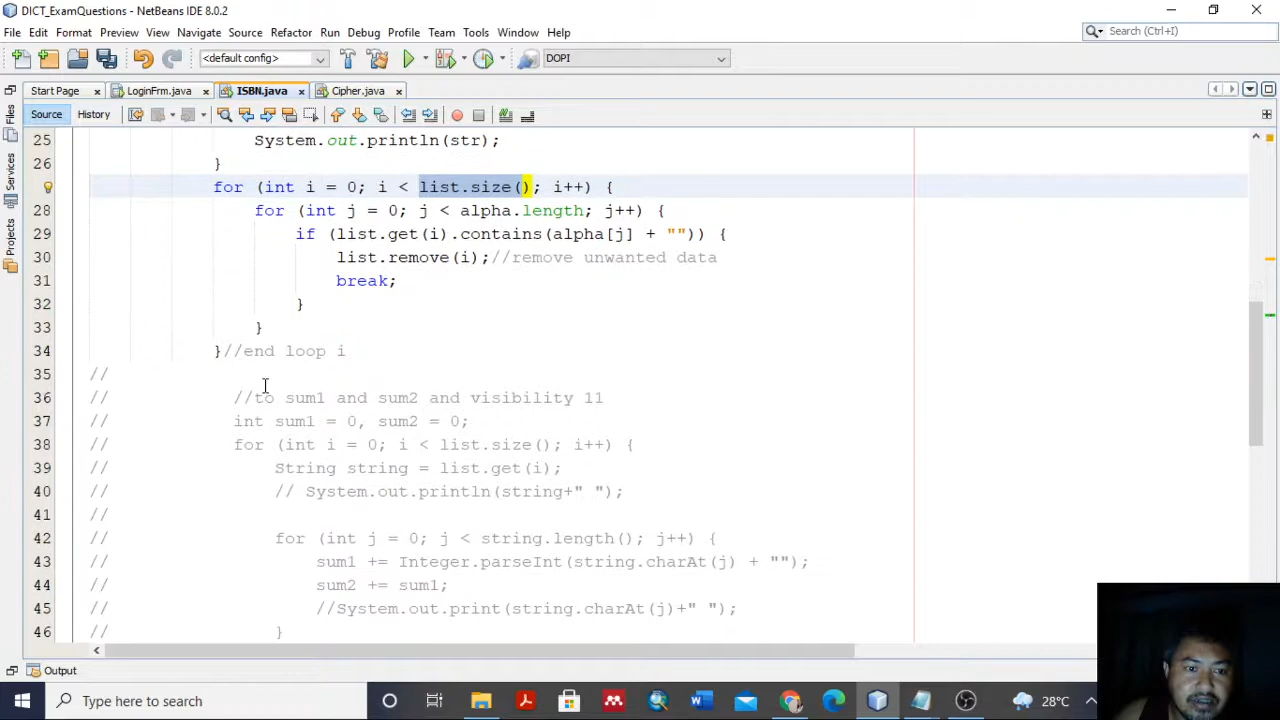 DICT_ExamQuestions - NetBeans IDE 8.0.2
File Edit Format Preview View Navigate Source Refactor Run Debug Profile Team Tools Window Help
Search (Ctrl+I)
<default config>
DOPI
Start Page
LoginFrm.java
ISBN.java
Cipher.java
Source
History
Files
Services
Projects
25 System.out.println(str);
26 }
for (int i = 0; i < list.size(); i++) {
28 for (int j = 0; j < alpha.length; j++) {
29 if (list.get(i).contains(alpha[j] + "")) {
30 list.remove(i);//remove unwanted data
31 break;
32 }
33 }
34 }//end loop i
35 //
36 // //to sum1 and sum2 and visibility 11
37 // int sum1 = 0, sum2 = 0;
38 // for (int i = 0; i < list.size(); i++) {
39 // String string = list.get(i);
40 // // System.out.println(string+" ");
41 //
42 // for (int j = 0; j < string.length(); j++) {
43 // sum1 += Integer.parseInt(string.charAt(j) + "");
44 // sum2 += sum1;
45 // //System.out.print(string.charAt(j)+" ");
46 // }
Output
Type here to search
28°C